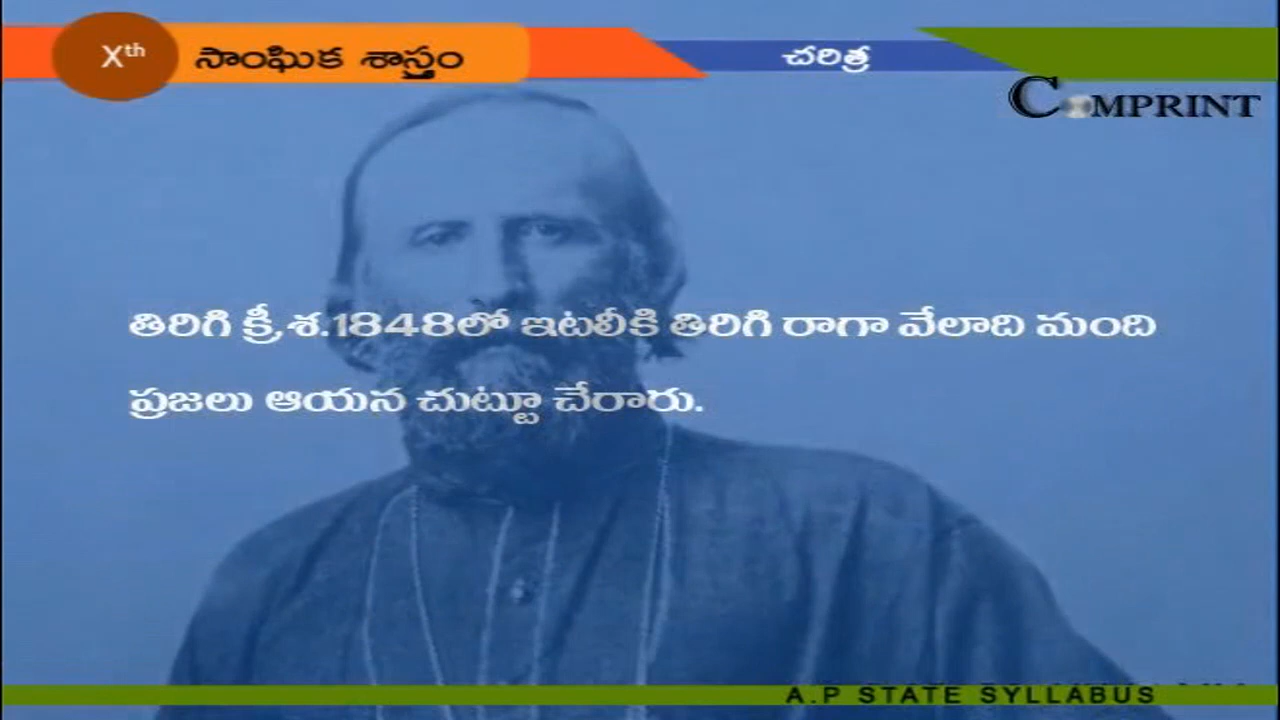 Xth సాంఘిక శాస్త్రం
చరిత్ర
COMPRINT
తిరిగి క్రీ.శ.1848లో ఇటలీకి తిరిగి రాగా వేలాది మంది
ప్రజలు ఆయన చుట్టూ చేరారు.
A.P STATE SYLLABUS